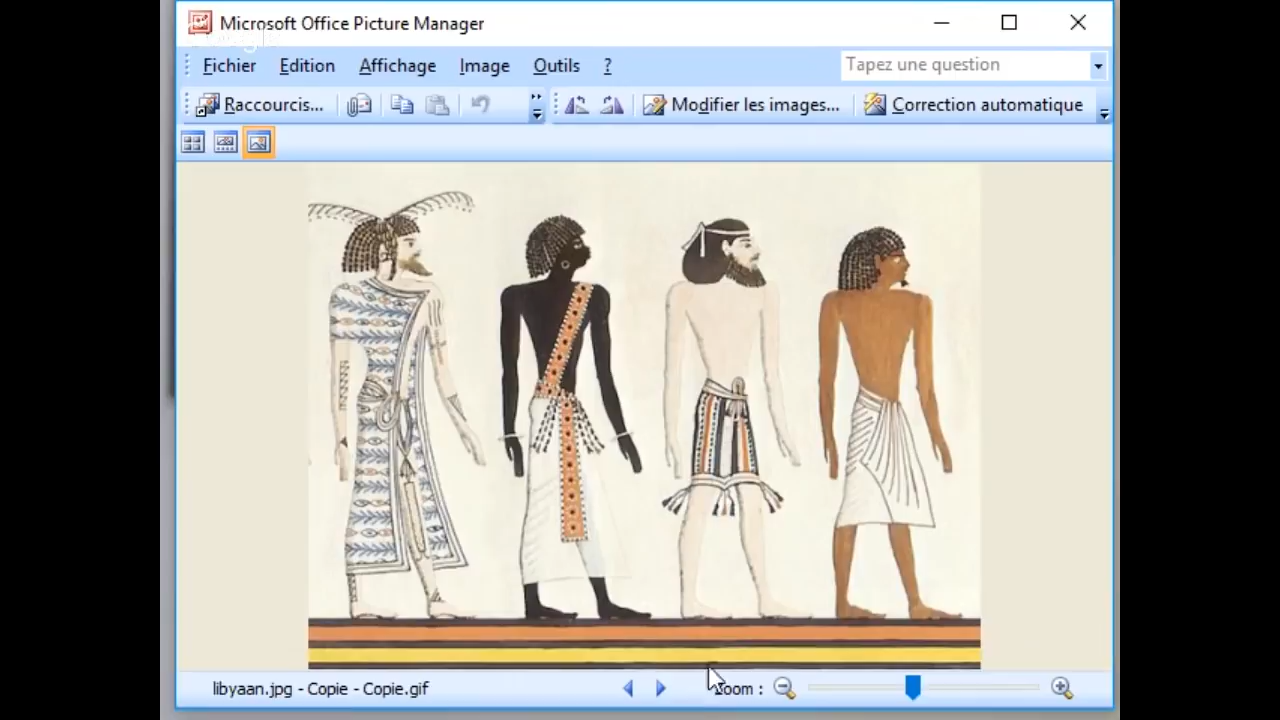 Microsoft Office Picture Manager
Fichier Edition Affichage Image Outils ? Tapez une question
Raccourcis... Modifier les images... Correction automatique
libyaan.jpg - Copie - Copie.gif oom :